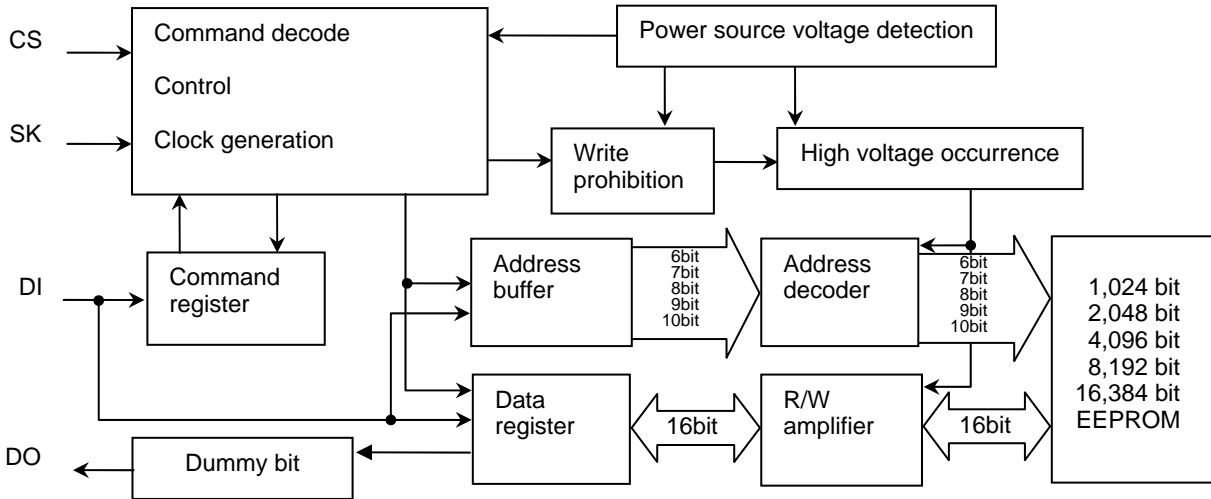 CS
Command decode
Control
SK
Clock generation
Power source voltage detection
Write
prohibition
High voltage occurrence
DI
Command
register
Address
buffer
6bit
7bit
8bit
9bit
10bit
Address
decoder
6bit
7bit
8bit
9bit
10bit
1,024 bit
2,048 bit
4,096 bit
8,192 bit
16,384 bit
EEPROM
Data
register
16bit
R/W
amplifier
16bit
DO
Dummy bit